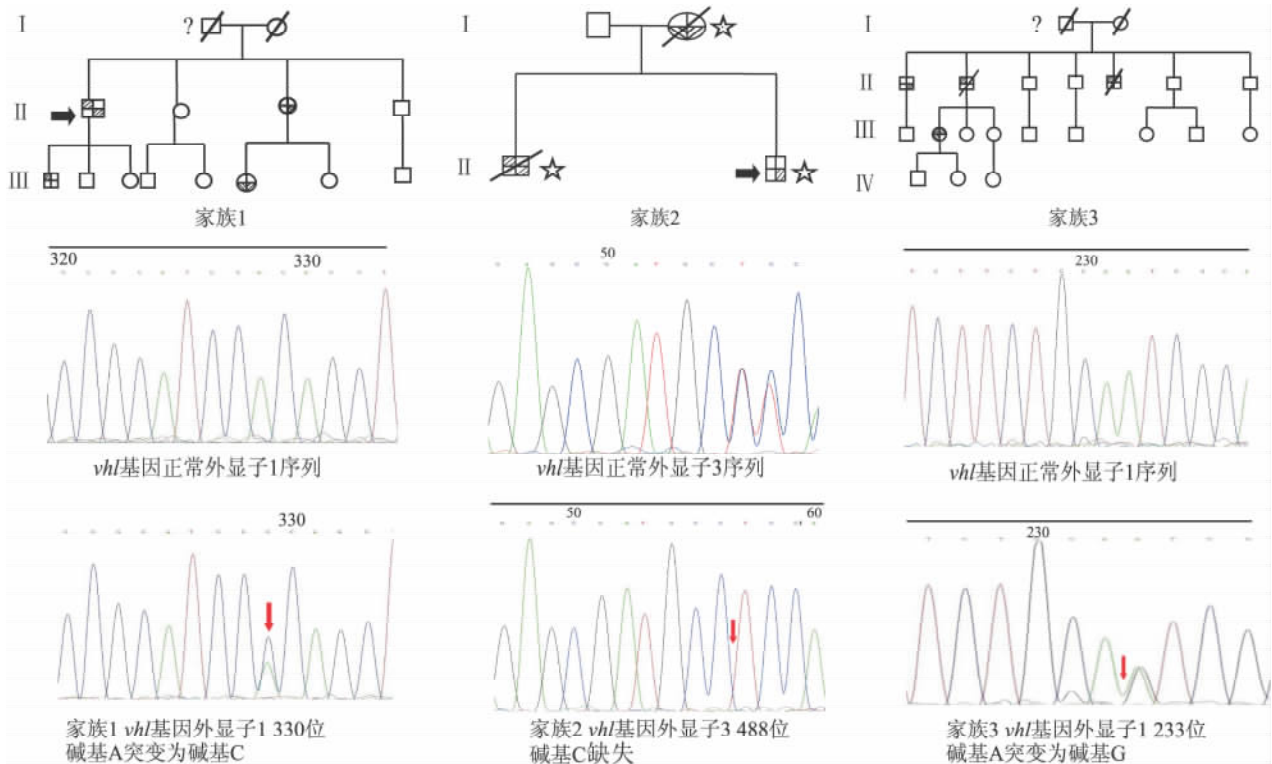 I
?
II
III
家族1
I
II
家族2
I
?
II
III
IV
家族3
320
330
vhl基因正常外显子1序列
50
vhl基因正常外显子3序列
230
vhl基因正常外显子1序列
330
家族1 vhl基因外显子1 330位
碱基A突变为碱基C
50
60
家族2 vhl基因外显子3 488位
碱基C缺失
230
家族3 vhl基因外显子1 233位
碱基A突变为碱基G